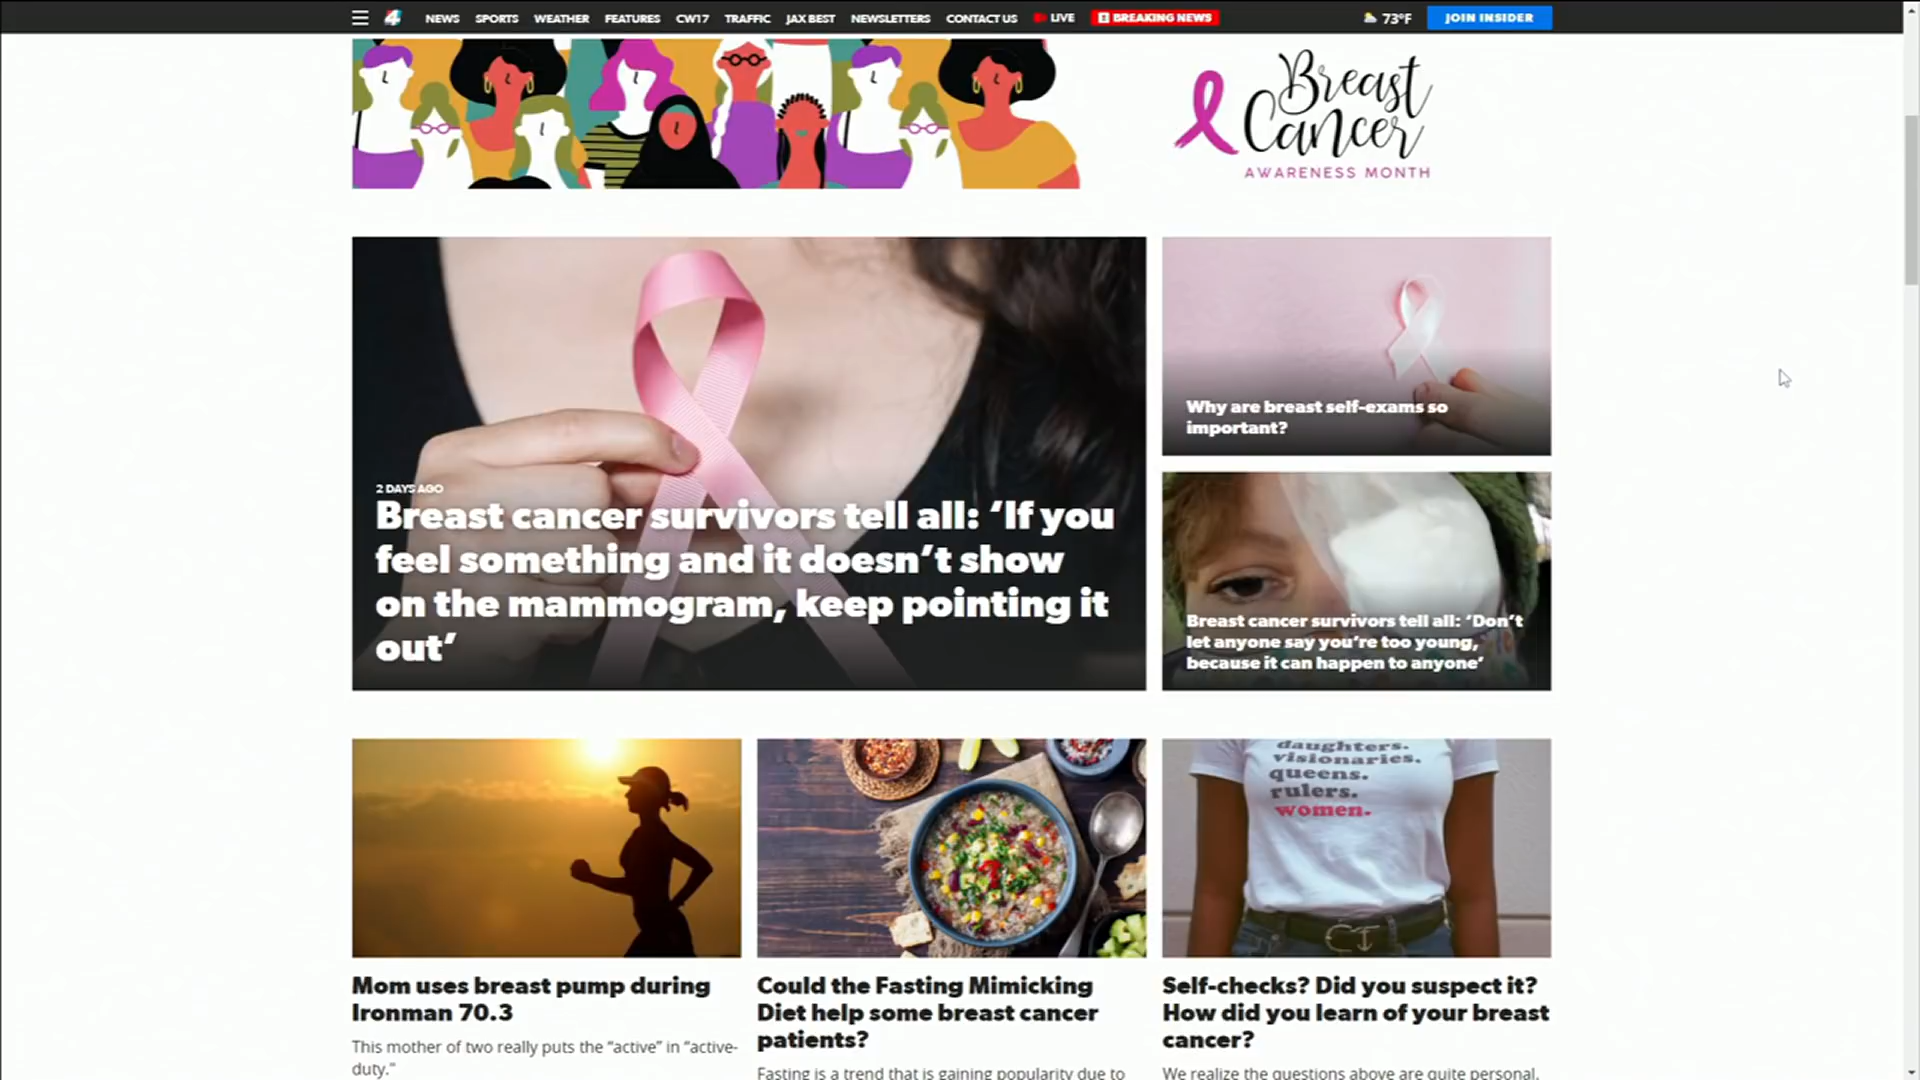 4 NEWS SPORTS WEATHER FEATURES CW17 TRAFFIC JAX BEST NEWSLETTERS CONTACT US LIVE BREAKING NEWS 73°F JOIN INSIDER
Breast
Cancer
AWARENESS MONTH
2 DAYS AGO
Breast cancer survivors tell all: ‘If you
feel something and it doesn’t show
on the mammogram, keep pointing it
out’
Why are breast self-exams so
important?
Breast cancer survivors tell all: ‘Don’t
let anyone say you’re too young,
because it can happen to anyone’
daughters.
visionaries.
queens.
rulers.
women.
Mom uses breast pump during
Ironman 70.3
This mother of two really puts the “active” in “active-
duty."
Could the Fasting Mimicking
Diet help some breast cancer
patients?
Fasting is a trend that is gaining popularity due to
Self-checks? Did you suspect it?
How did you learn of your breast
cancer?
We realize the questions above are quite personal.